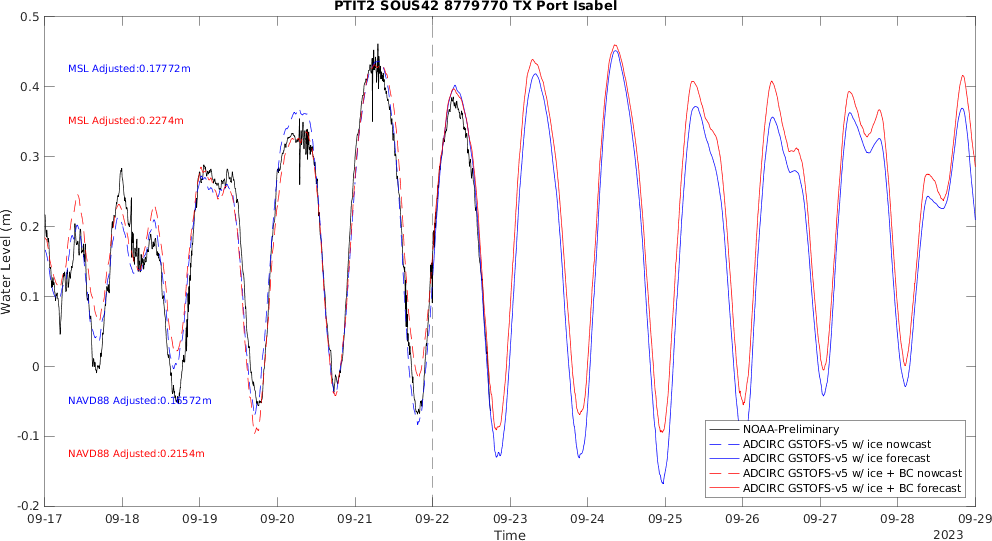 PTIT2 SOUS42 8779770 TX Port Isabel
0.5
0.4
0.3
0.2
0.1
0
-0.1
-0.2
Water Level (m)
MSL Adjusted:0.17772m
MSL Adjusted:0.2274m
NAVD88 Adjusted:0.16572m
NAVD88 Adjusted:0.2154m
NOAA-Preliminary
ADCIRC GSTOFS-v5 w/ ice nowcast
ADCIRC GSTOFS-v5 w/ ice forecast
ADCIRC GSTOFS-v5 w/ ice + BC nowcast
ADCIRC GSTOFS-v5 w/ ice + BC forecast
09-17 09-18 09-19 09-20 09-21 09-22 09-23 09-24 09-25 09-26 09-27 09-28 09-29
Time
2023